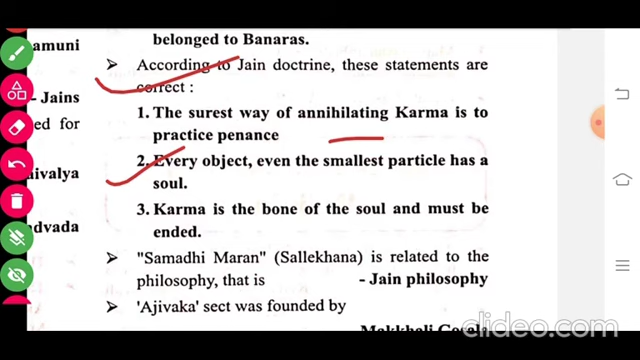 amuni
belonged to Banaras.
➤ According to Jain doctrine, these statements are
- Jains
correct :
1. The surest way of annihilating Karma is to
ed for
practice penance
2. Every object, even the smallest particle has a
aivalya
soul.
3. Karma is the bone of the soul and must be
advada
ended.
➤ "Samadhi Maran" (Sallekhana) is related to the
philosophy, that is - Jain philosophy
➤ 'Ajivaka' sect was founded by
Makkhali Gosala
clideo.com